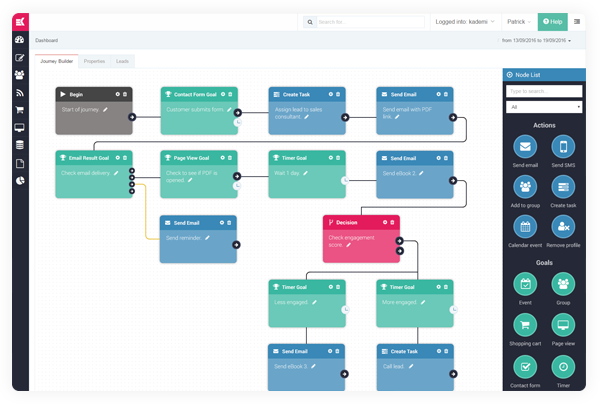 Search for...
Logged into: kademi
Patrick
Help
Dashboard
from 13/09/2016 to 19/09/2016
Journey Builder
Properties
Leads
Node List
Type to search...
All
Begin
Start of journey.
Contact Form Goal
Customer submits form.
Create Task
Assign lead to sales
consultant.
Send Email
Send email with PDF
link.
Email Result Goal
Check email delivery.
Page View Goal
Check to see if PDF is
opened.
Timer Goal
Wait 1 day.
Send Email
Send eBook 2.
Send Email
Send reminder.
Decision
Check engagement
score.
Timer Goal
Less engaged.
Timer Goal
More engaged.
Send Email
Send eBook 3.
Create Task
Call lead.
Actions
Send email
Send SMS
Add to group
Create task
Calendar event
Remove profile
Goals
Event
Group
Shopping cart
Page view
Contact form
Timer